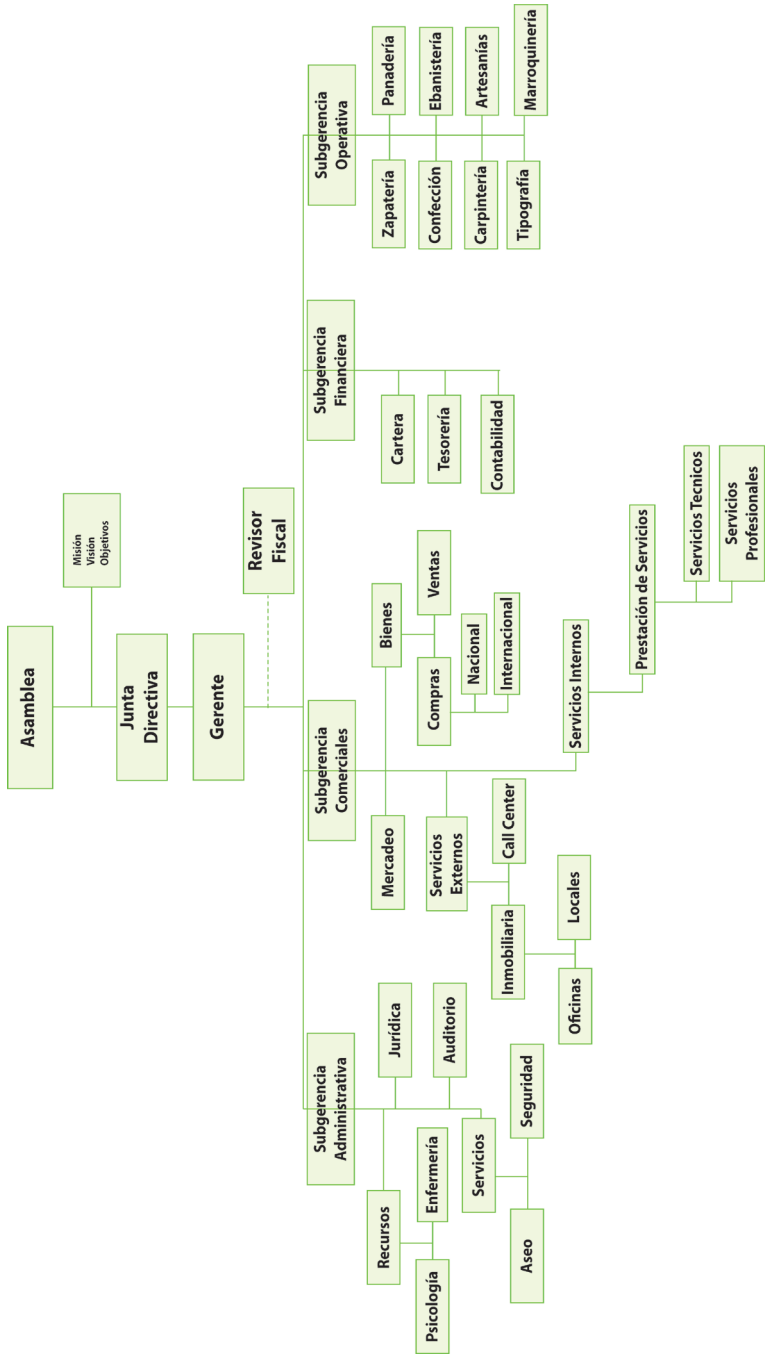 Asamblea
Misión
Visión
Objetivos
Junta
Directiva
Gerente
Revisor
Fiscal
Subgerencia
Administrativa
Recursos
Psicología
Enfermería
Jurídica
Auditorio
Servicios
Aseo
Seguridad
Subgerencia
Comerciales
Mercadeo
Bienes
Compras
Ventas
Nacional
Internacional
Servicios
Externos
Inmobiliaria
Call Center
Oficinas
Locales
Servicios Internos
Prestación de Servicios
Servicios Tecnicos
Servicios
Profesionales
Subgerencia
Financiera
Cartera
Tesorería
Contabilidad
Subgerencia
Operativa
Zapatería
Panadería
Confección
Ebanistería
Carpintería
Artesanías
Tipografía
Marroquinería